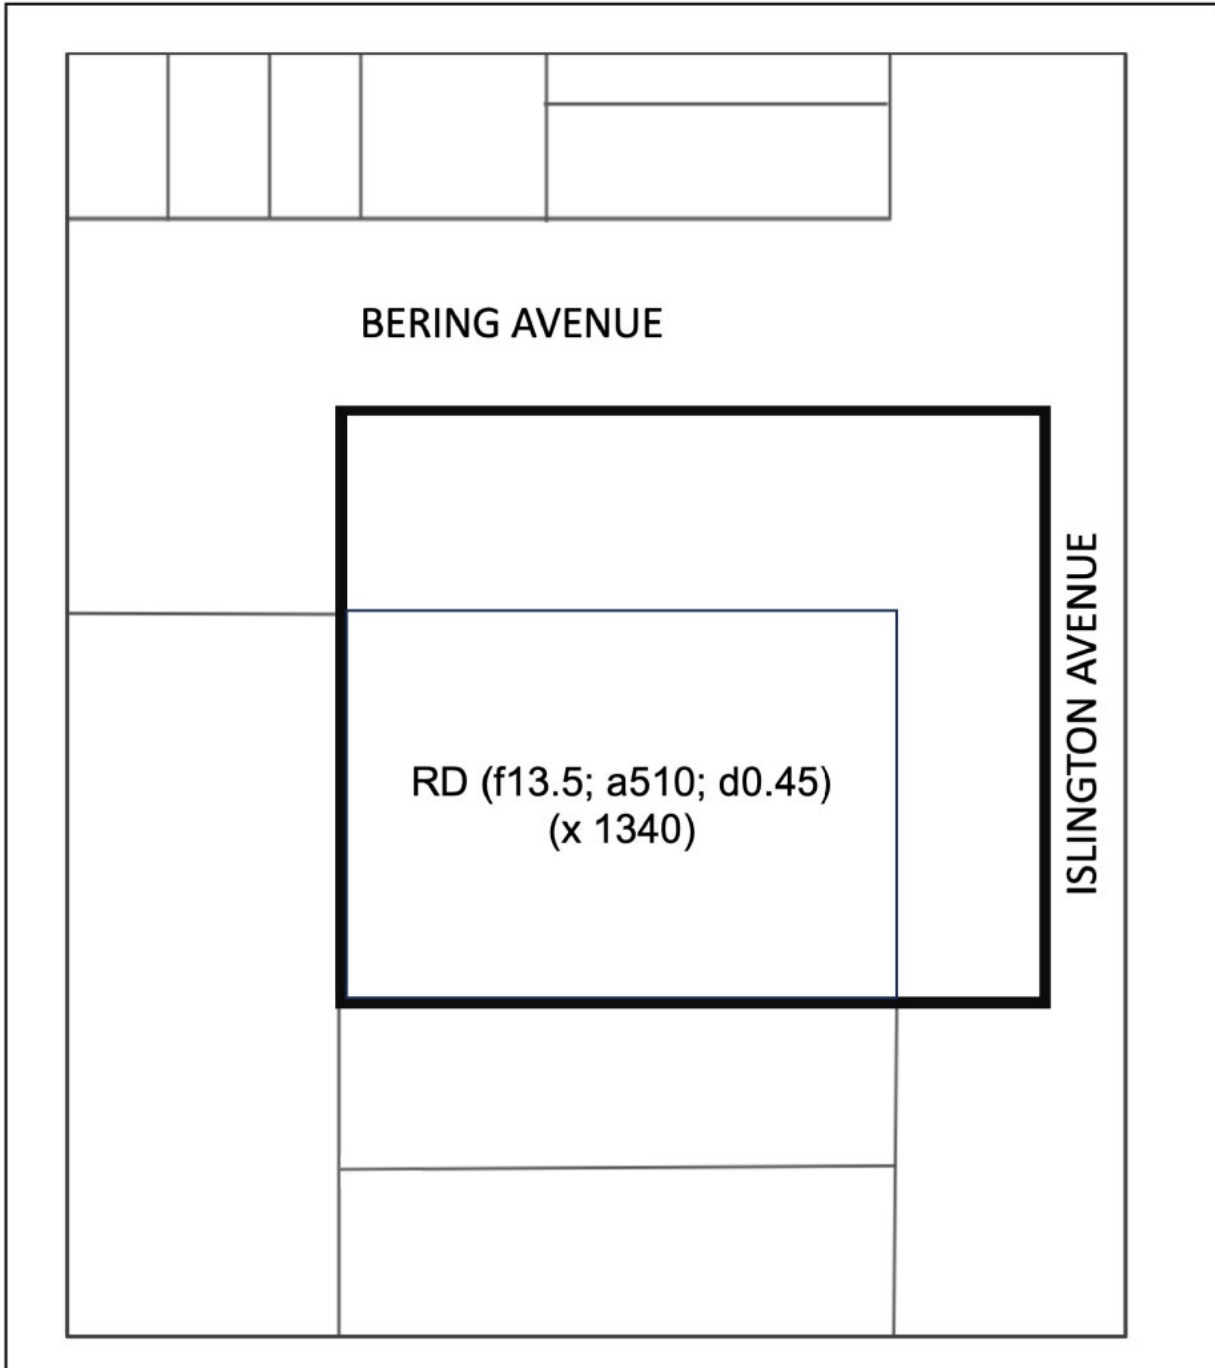 BERING AVENUE
ISLINGTON AVENUE
RD (f13.5; a510; d0.45)
(x 1340)